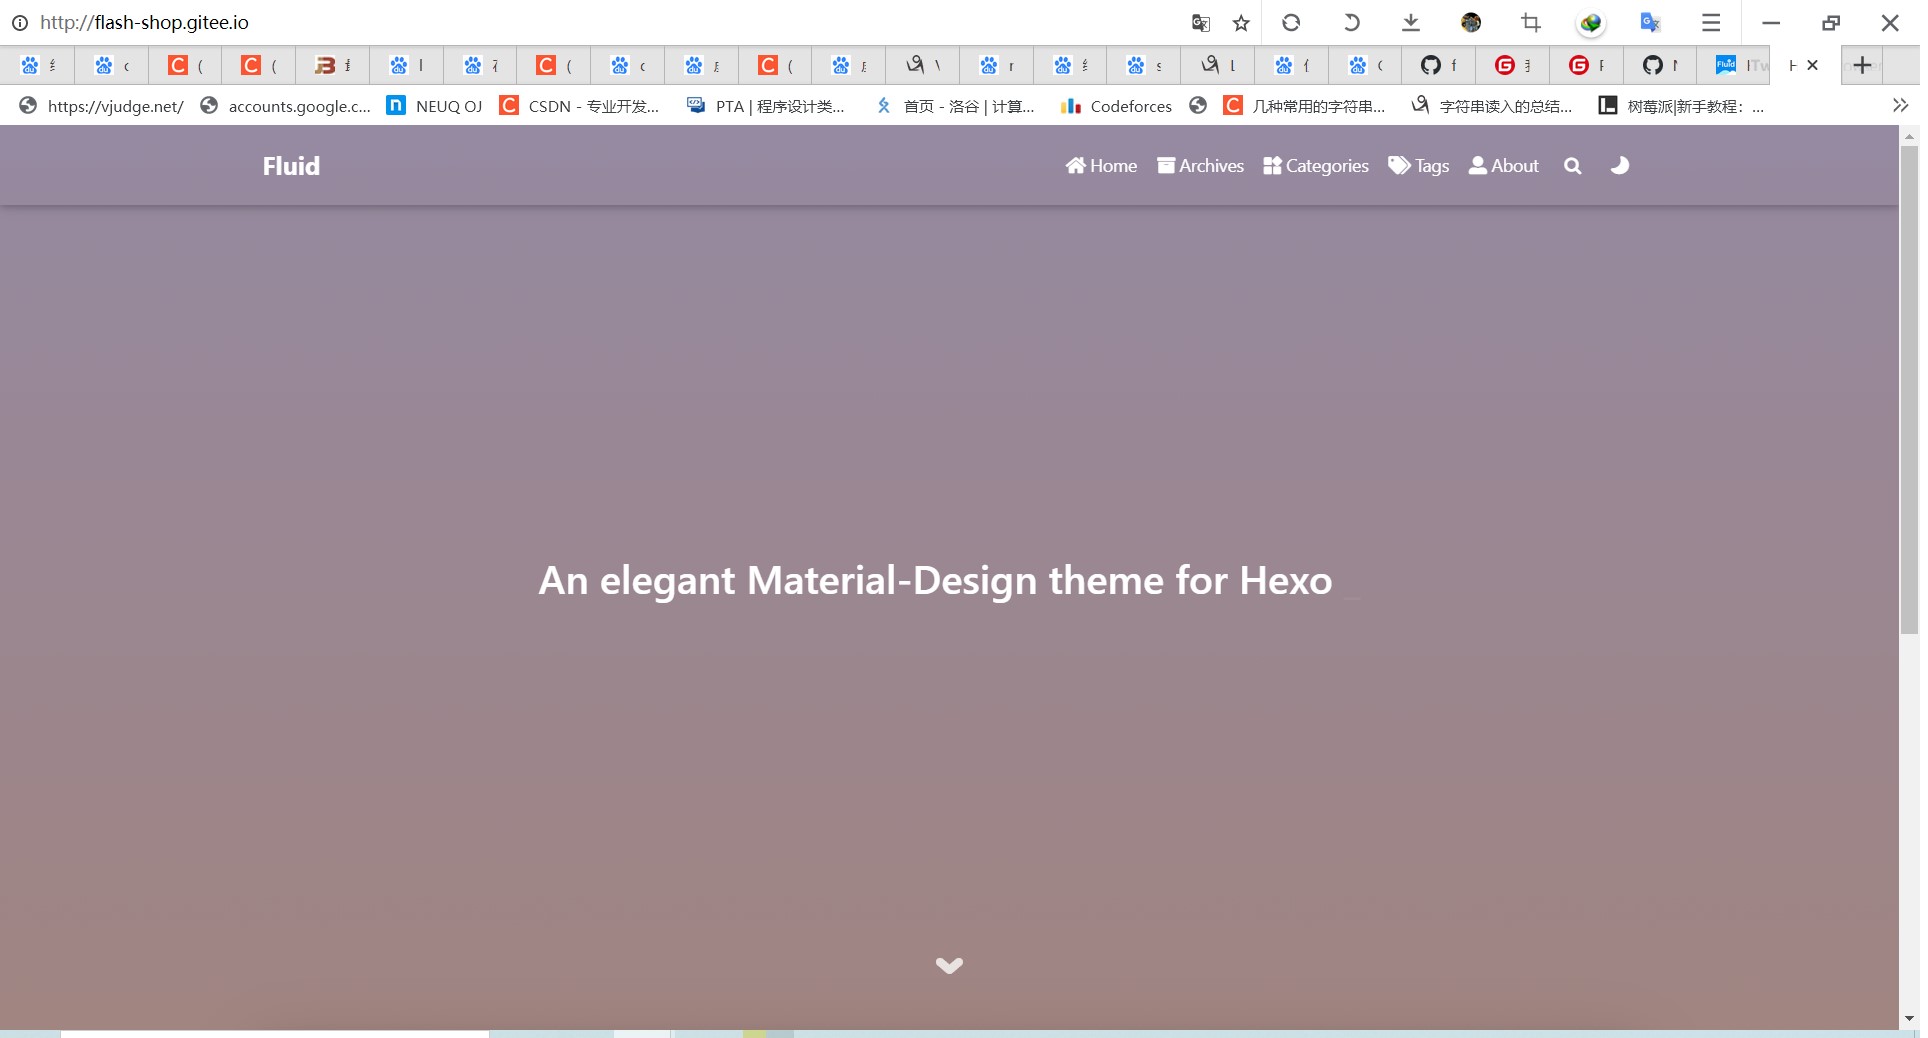 http://flash-shop.gitee.io
https://vjudge.net/ accounts.google.c... NEUQ OJ CSDN - 专业开发... PTA | 程序设计类... 首页 - 洛谷 | 计算... Codeforces 几种常用的字符串... 字符串读入的总结... 树莓派|新手教程：...
Fluid Home Archives Categories Tags About
An elegant Material-Design theme for Hexo _